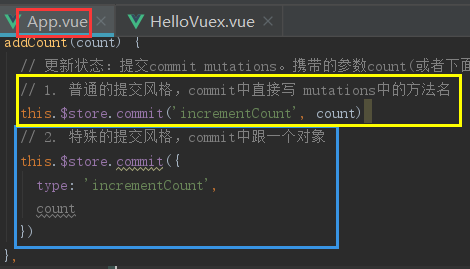 App.vue HelloVuex.vue
addCount(count) {
// 更新状态：提交commit mutations。携带的参数count(或者下面
// 1. 普通的提交风格，commit中直接写 mutations中的方法名
this.$store.commit('incrementCount', count)
// 2. 特殊的提交风格，commit中跟一个对象
this.$store.commit({
type: 'incrementCount',
count
})
},